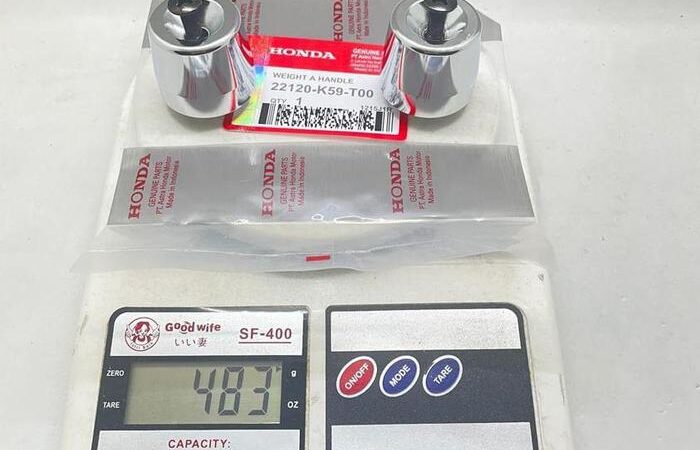 HONDA
GENUINE
WEIGHT A HANDLE
22120-K59-T00
QTY. 1
HONDA
GENUINE PARTS
PT Astra Honda Motor
Made in Indonesia
HONDA
GENUINE PARTS
PT Astra Honda Motor
Made in Indonesia
HONDA
GENUINE PARTS
PT Astra Honda Motor
Made in Indonesia
Good wife
いい妻
SF-400
ZERO
TARE
483
g
OZ
CAPACITY:
ON/OFF
MODE
TARE